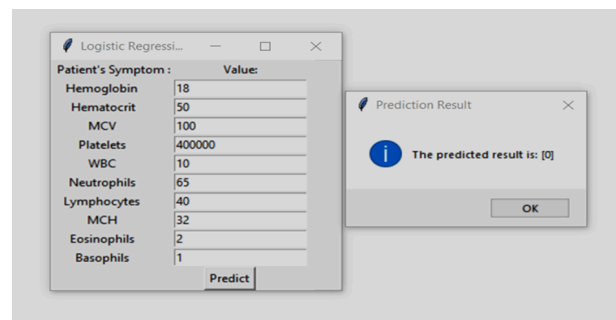 Logistic Regressi...
Patient's Symptom : Value:
Hemoglobin 18
Hematocrit 50
MCV 100
Platelets 400000
WBC 10
Neutrophils 65
Lymphocytes 40
MCH 32
Eosinophils 2
Basophils 1
Predict
Prediction Result
The predicted result is: [0]
OK